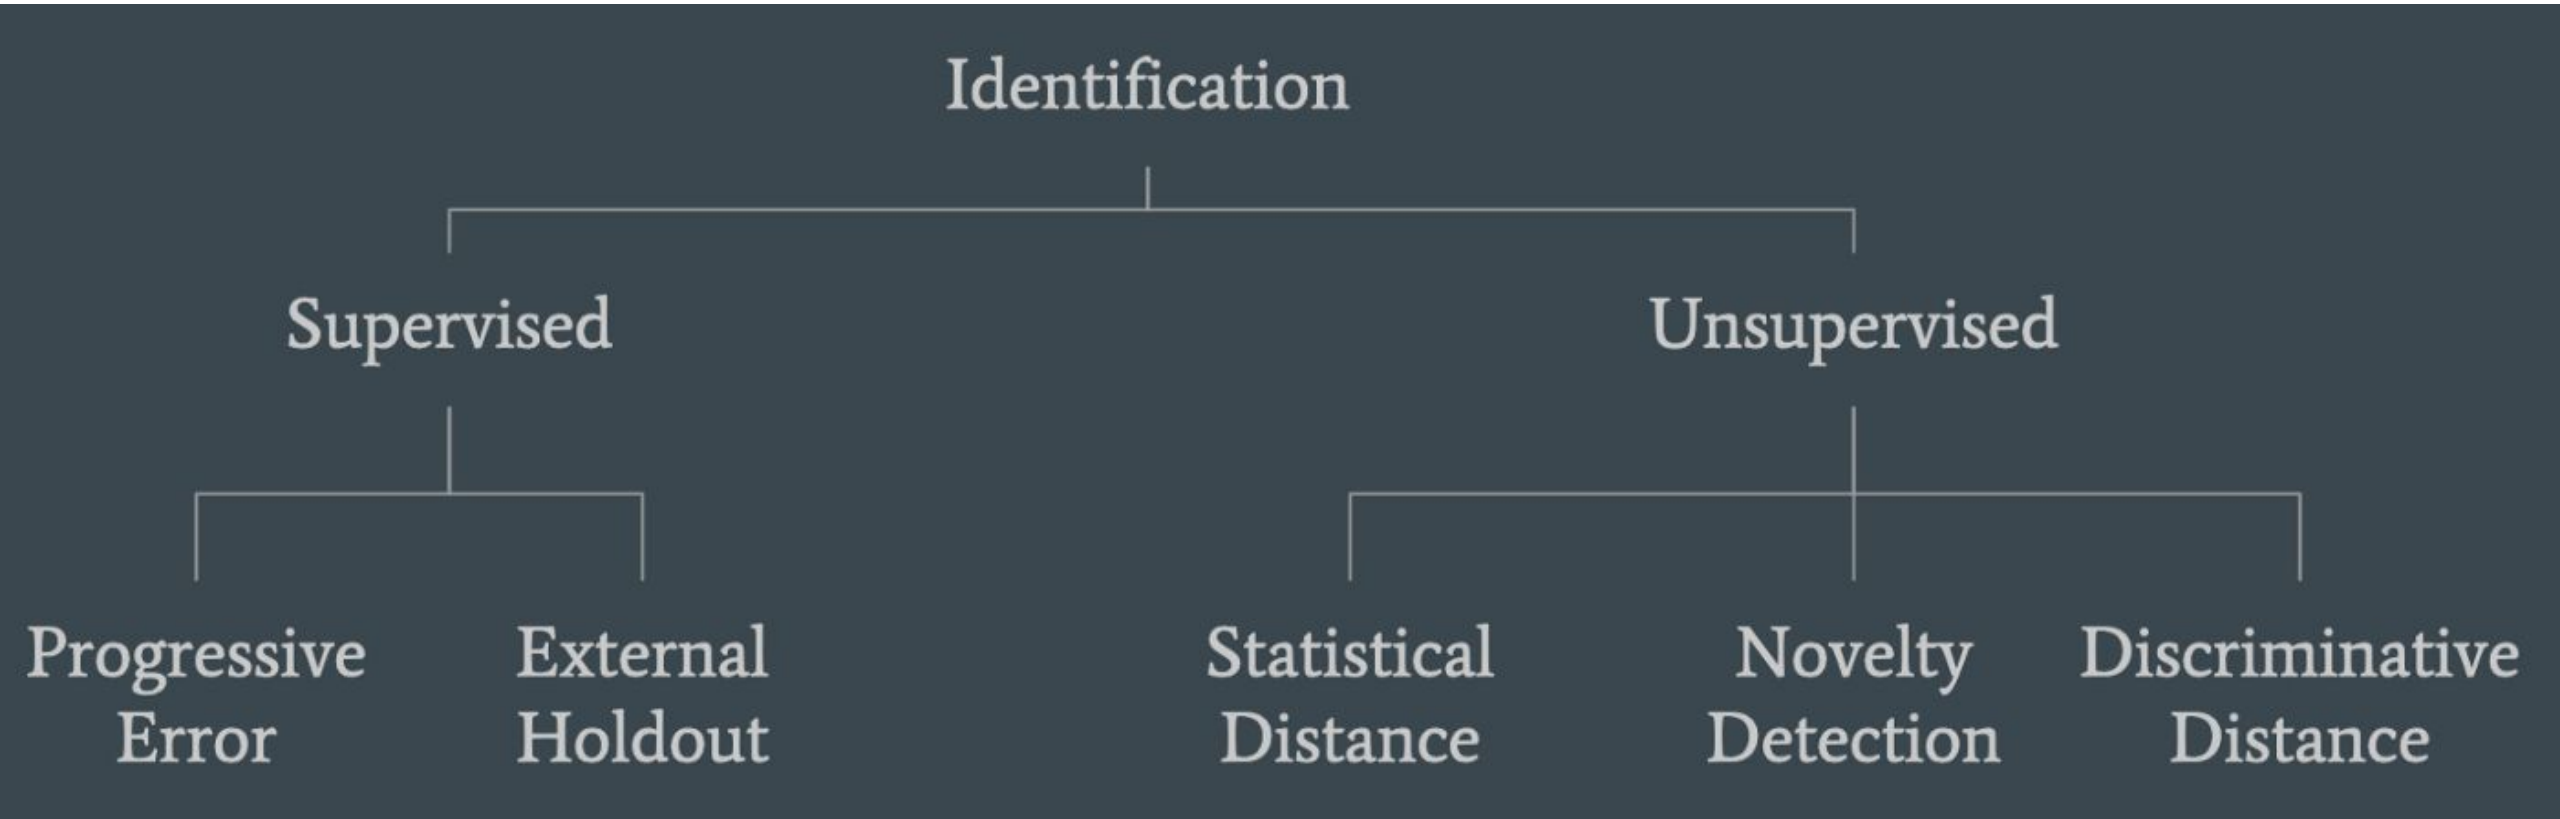 Identification
Supervised
Unsupervised
Progressive
Error
External
Holdout
Statistical
Distance
Novelty
Detection
Discriminative
Distance